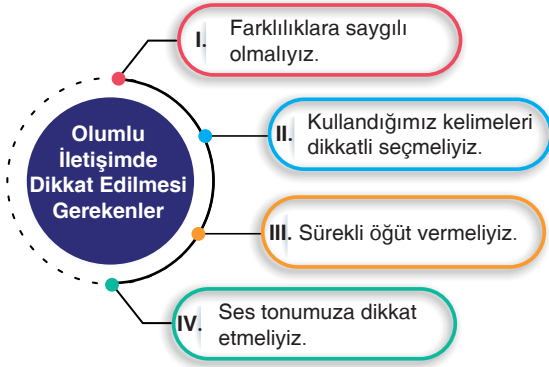 I. Farklılıklara saygılı
olmalıyız.
Olumlu
İletişimde
Dikkat Edilmesi
Gerekenler
II. Kullandığımız kelimeleri
dikkatli seçmeliyiz.
III. Sürekli öğüt vermeliyiz.
IV. Ses tonumuza dikkat
etmeliyiz.